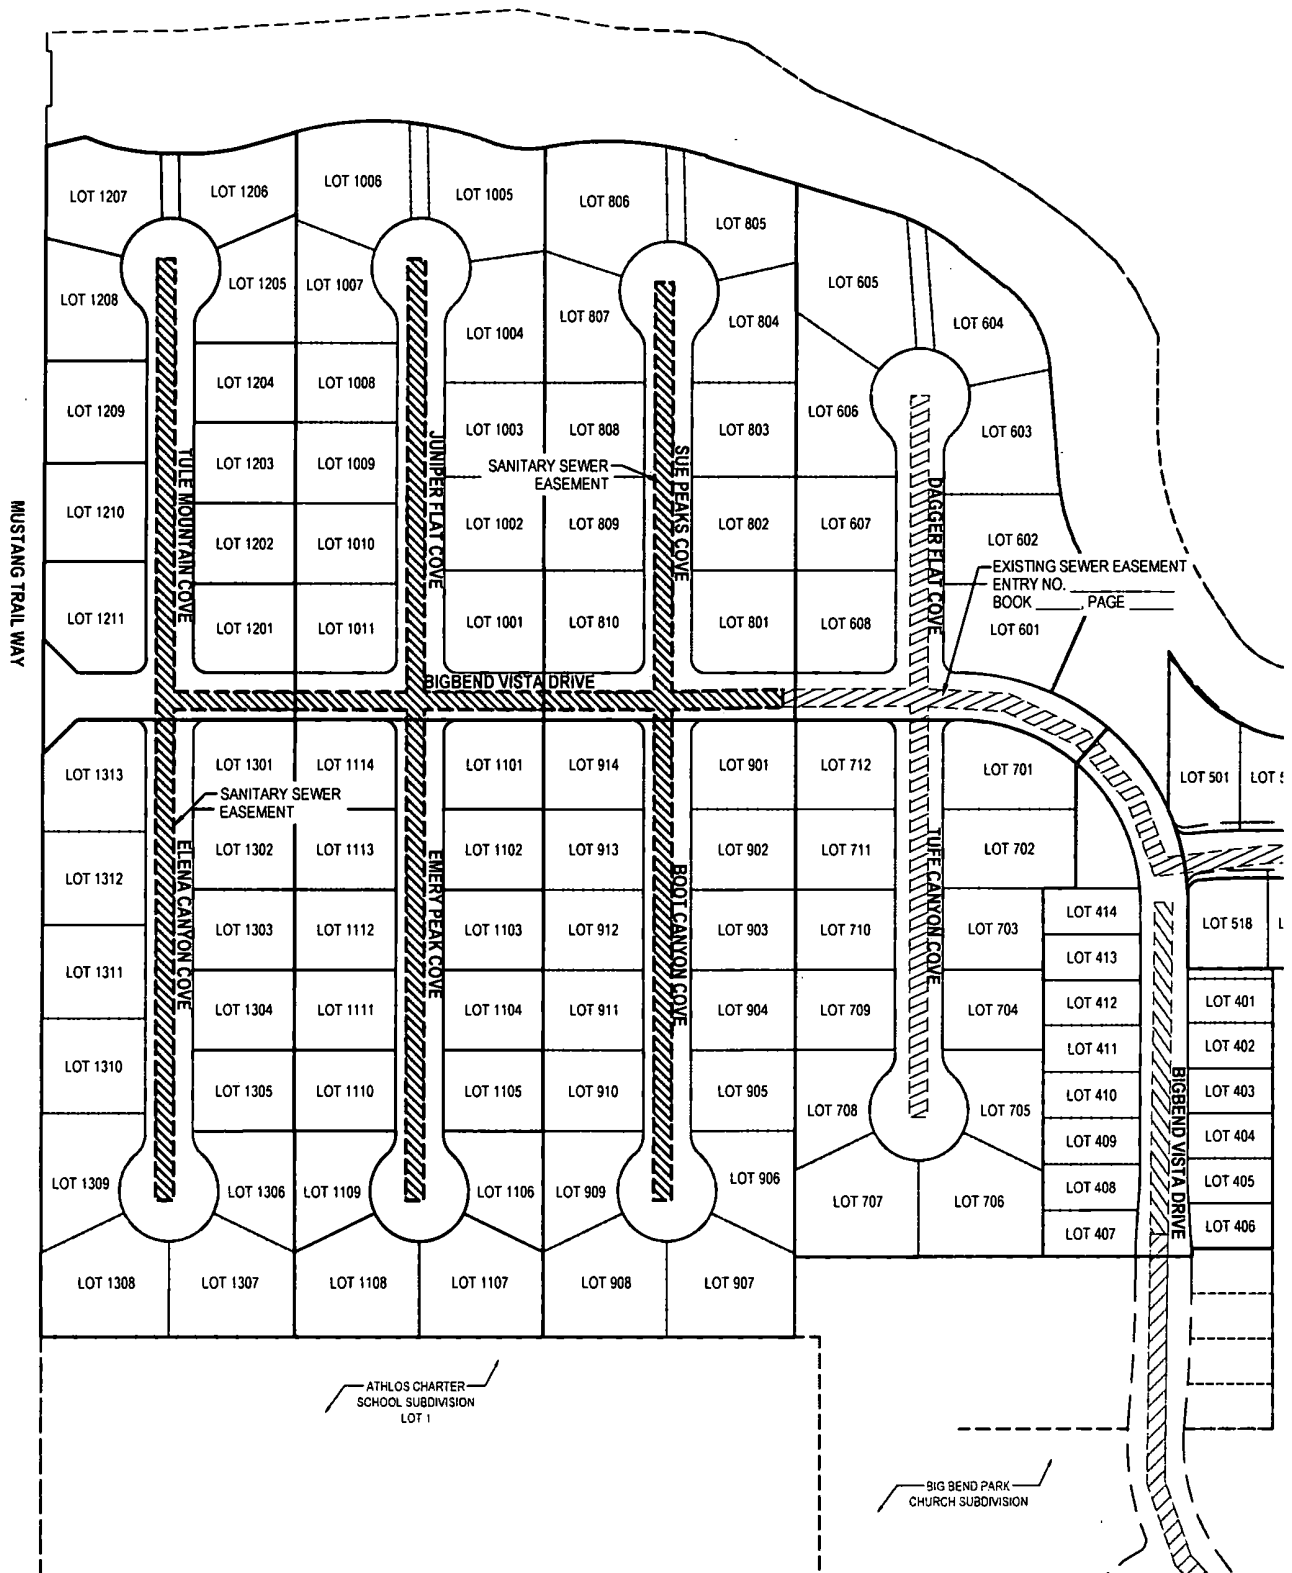 LOT 1207
LOT 1206
LOT 1006
LOT 1005
LOT 806
LOT 805
LOT 605
LOT 604
LOT 1208
LOT 1205
LOT 1007
LOT 1004
LOT 807
LOT 804
LOT 606
LOT 603
LOT 1209
LOT 1204
LOT 1008
LOT 1003
LOT 808
LOT 803
LOT 1203
LOT 1009
SANITARY SEWER
EASEMENT
LOT 1210
LOT 1202
LOT 1010
LOT 1002
LOT 809
LOT 802
LOT 607
LOT 602
EXISTING SEWER EASEMENT
ENTRY NO. ____________
BOOK _____, PAGE _____
LOT 1211
LOT 1201
LOT 1011
LOT 1001
LOT 810
LOT 801
LOT 608
LOT 601
MUSTANG TRAIL WAY
TULE MOUNTAIN COVE
JUNIPER FLAT COVE
SUE PEAKS COVE
DAGGER FLAT COVE
BIGBEND VISTA DRIVE
LOT 1313
LOT 1301
LOT 1114
LOT 1101
LOT 914
LOT 901
LOT 712
LOT 701
LOT 501
LOT 5
SANITARY SEWER
EASEMENT
LOT 1312
LOT 1302
LOT 1113
LOT 1102
LOT 913
LOT 902
LOT 711
LOT 702
LOT 1311
LOT 1303
LOT 1112
LOT 1103
LOT 912
LOT 903
LOT 710
LOT 703
LOT 414
LOT 518
L
LOT 413
LOT 1304
LOT 1111
LOT 1104
LOT 911
LOT 904
LOT 709
LOT 704
LOT 412
LOT 401
LOT 411
LOT 402
LOT 1310
LOT 1305
LOT 1110
LOT 1105
LOT 910
LOT 905
LOT 708
LOT 705
LOT 410
LOT 403
LOT 409
LOT 404
LOT 1309
LOT 1306
LOT 1109
LOT 1106
LOT 909
LOT 906
LOT 707
LOT 706
LOT 408
LOT 405
LOT 407
LOT 406
LOT 1308
LOT 1307
LOT 1108
LOT 1107
LOT 908
LOT 907
ELENA CANYON COVE
EMERY PEAK COVE
BOOT CANYON COVE
TUFF CANYON COVE
BIGBEND VISTA DRIVE
ATHLOS CHARTER
SCHOOL SUBDIVISION
LOT 1
BIG BEND PARK
CHURCH SUBDIVISION